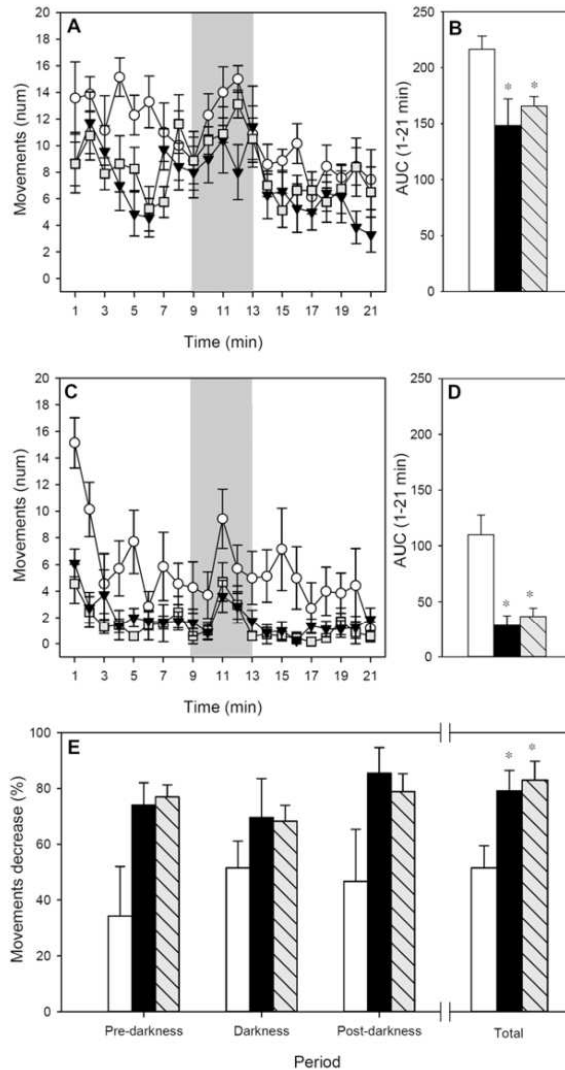 A
Movements (num)
20
18
16
14
12
10
8
6
4
2
0
1 3 5 7 9 11 13 15 17 19 21
Time (min)
B
AUC (1-21 min)
250
200
150
100
50
0
* *
C
Movements (num)
20
18
16
14
12
10
8
6
4
2
0
1 3 5 7 9 11 13 15 17 19 21
Time (min)
D
AUC (1-21 min)
250
200
150
100
50
0
* *
E
Movements decrease (%)
100
80
60
40
20
0
* *
Pre-darkness Darkness Post-darkness Total
Period